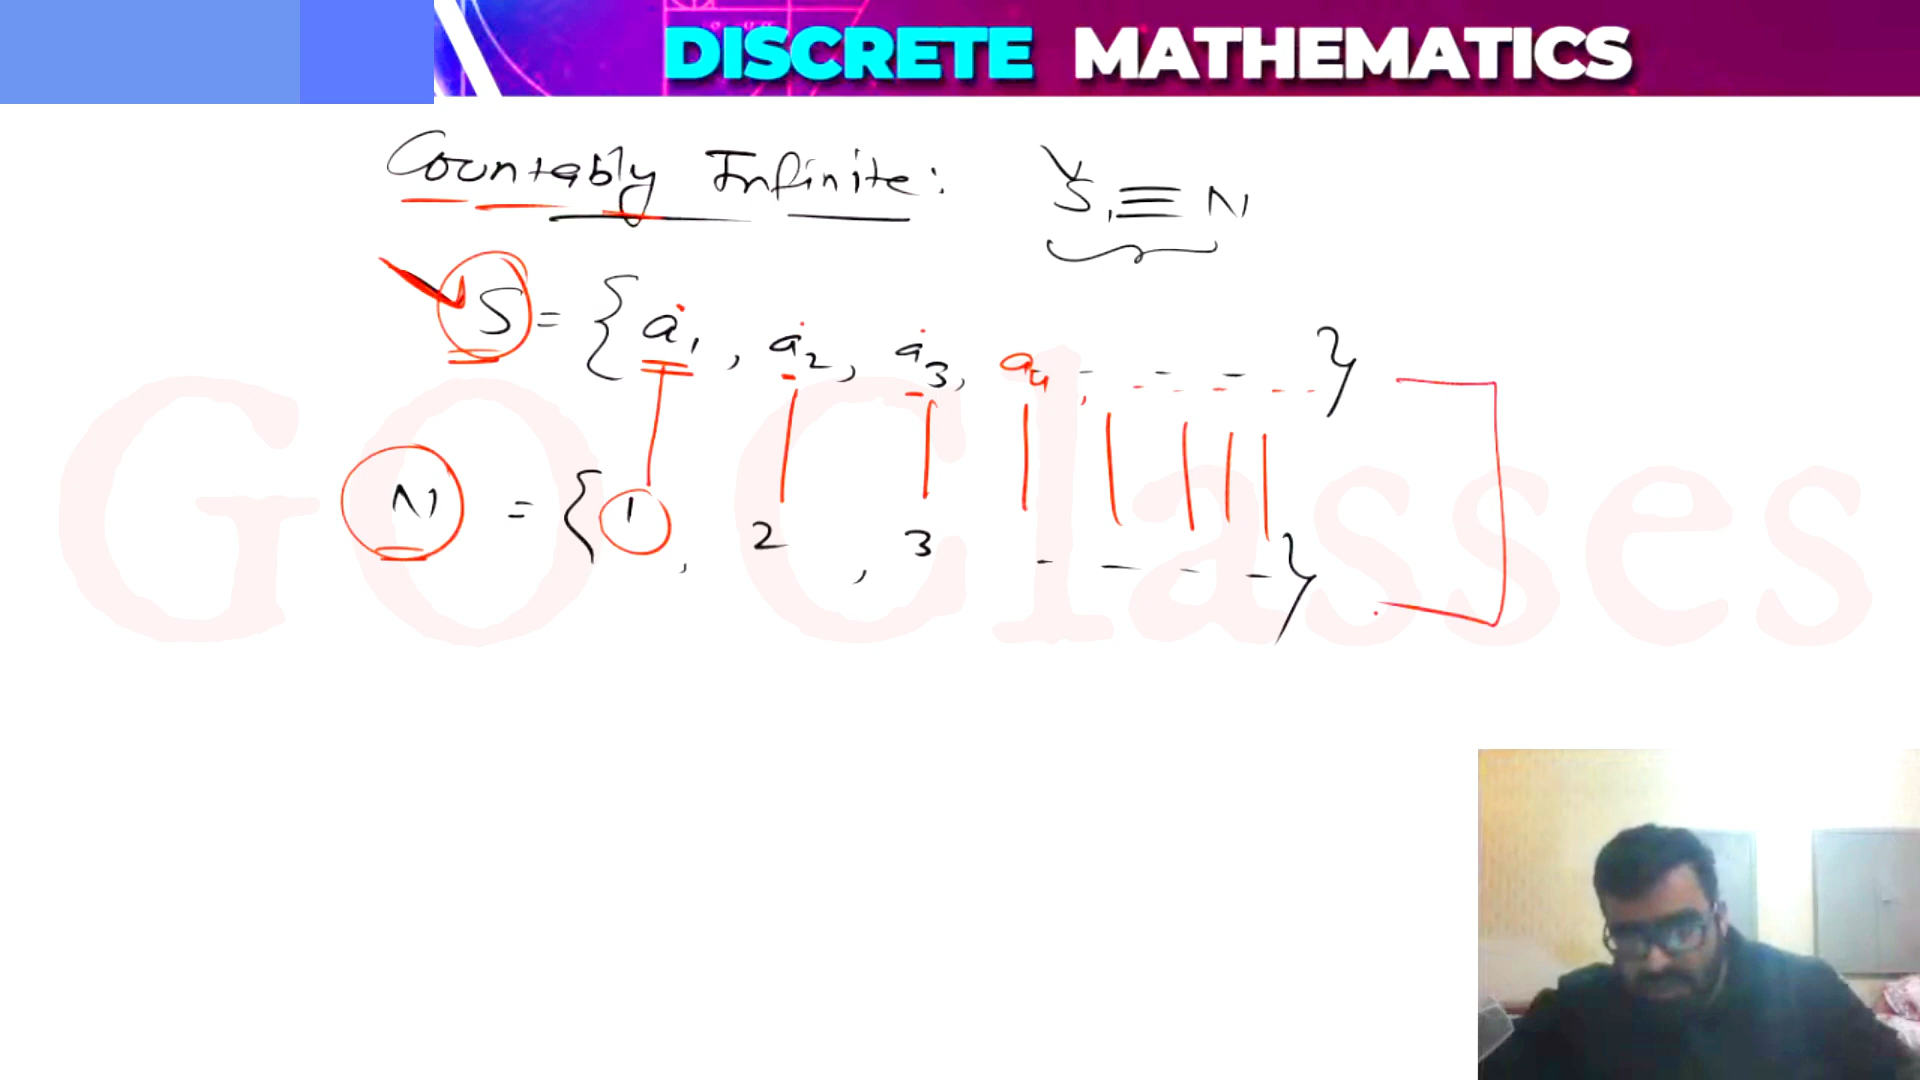 DISCRETE MATHEMATICS
Countably Infinite: S ≡ N
S = { a₁, a₂, a₃, a₄, - - - }
N = { 1, 2, 3 - - - - }
GO Classes